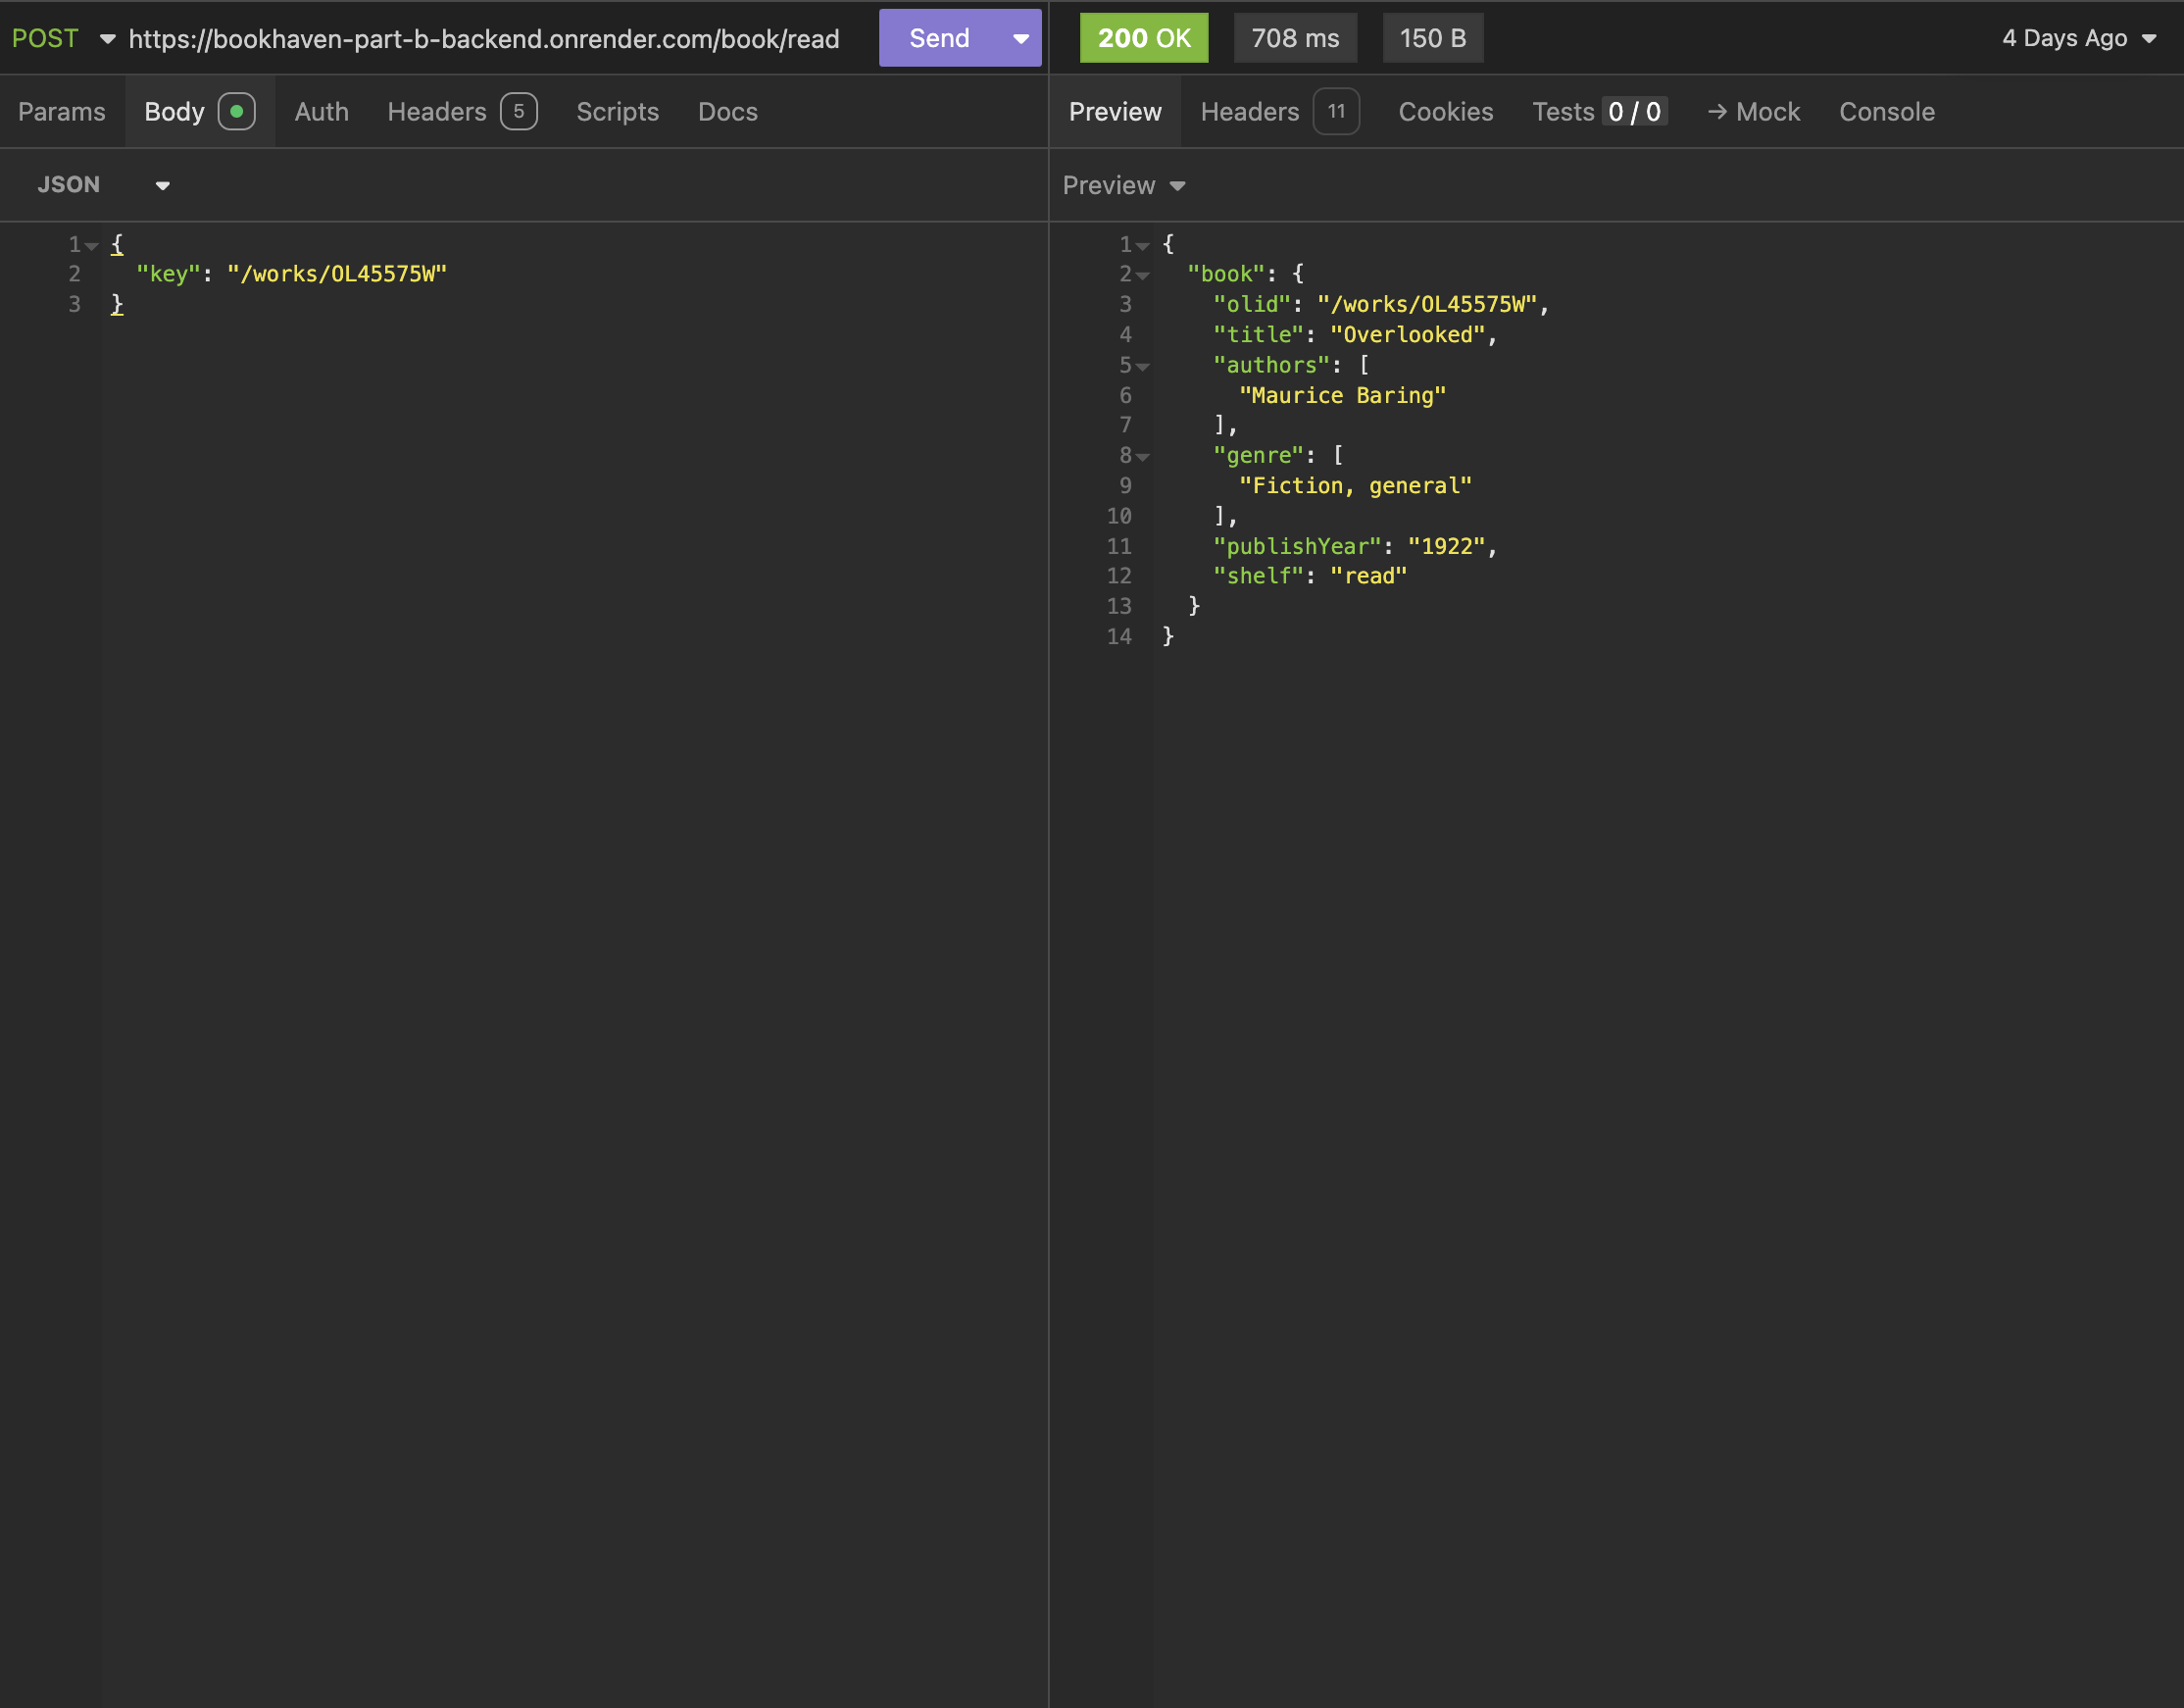 POST https://bookhaven-part-b-backend.onrender.com/book/read Send 200 OK 708 ms 150 B 4 Days Ago
Params Body Auth Headers 5 Scripts Docs Preview Headers 11 Cookies Tests 0 / 0 → Mock Console
JSON Preview
1 {
2 "key": "/works/OL45575W"
3 }
1 {
2 "book": {
3 "olid": "/works/OL45575W",
4 "title": "Overlooked",
5 "authors": [
6 "Maurice Baring"
7 ],
8 "genre": [
9 "Fiction, general"
10 ],
11 "publishYear": "1922",
12 "shelf": "read"
13 }
14 }